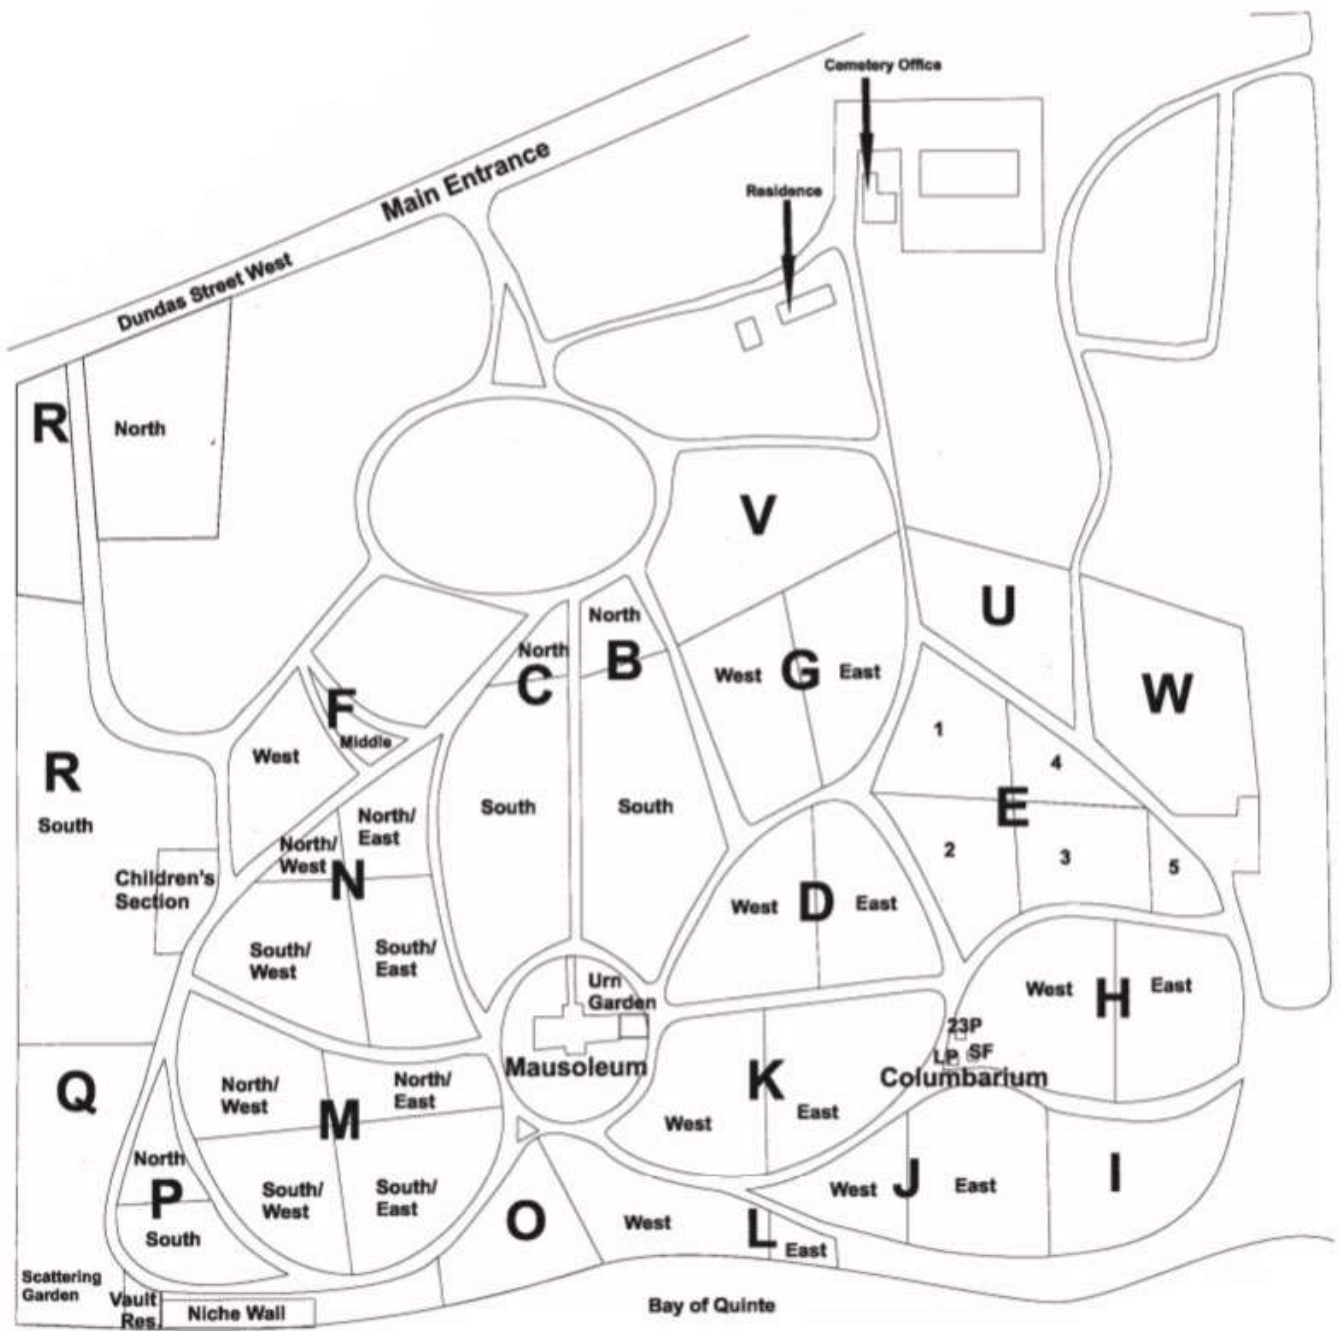 Cemetery Office
Main Entrance
Residence
Dundas Street West
R
North
V
U
North
B
North
C
West
G
East
W
F
Middle
West
1
4
E
2
3
5
R
South
South
South
North/
East
North/
West
N
South/
West
South/
East
Children's
Section
West
D
East
Urn
Garden
Mausoleum
West
H
East
23P
LP
SF
Columbarium
Q
North/
West
North/
East
M
South/
West
South/
East
K
West
East
North
P
South
O
West
L
East
West
J
East
I
Scattering
Garden
Vault
Res.
Niche Wall
Bay of Quinte